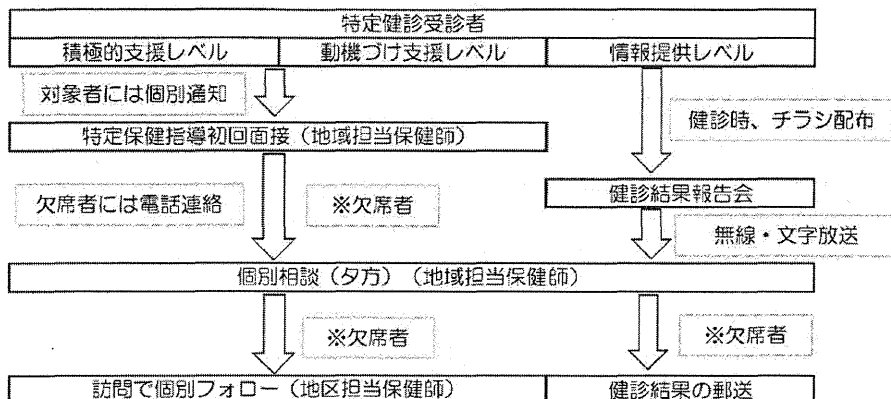 特定健診受診者
積極的支援レベル 動機づけ支援レベル 情報提供レベル
対象者には個別通知
健診時、チラシ配布
特定保健指導初回面接（地域担当保健師）
欠席者には電話連絡 ※欠席者
健診結果報告会
無線・文字放送
個別相談（夕方）（地域担当保健師）
※欠席者 ※欠席者
訪問で個別フォロー（地区担当保健師） 健診結果の郵送